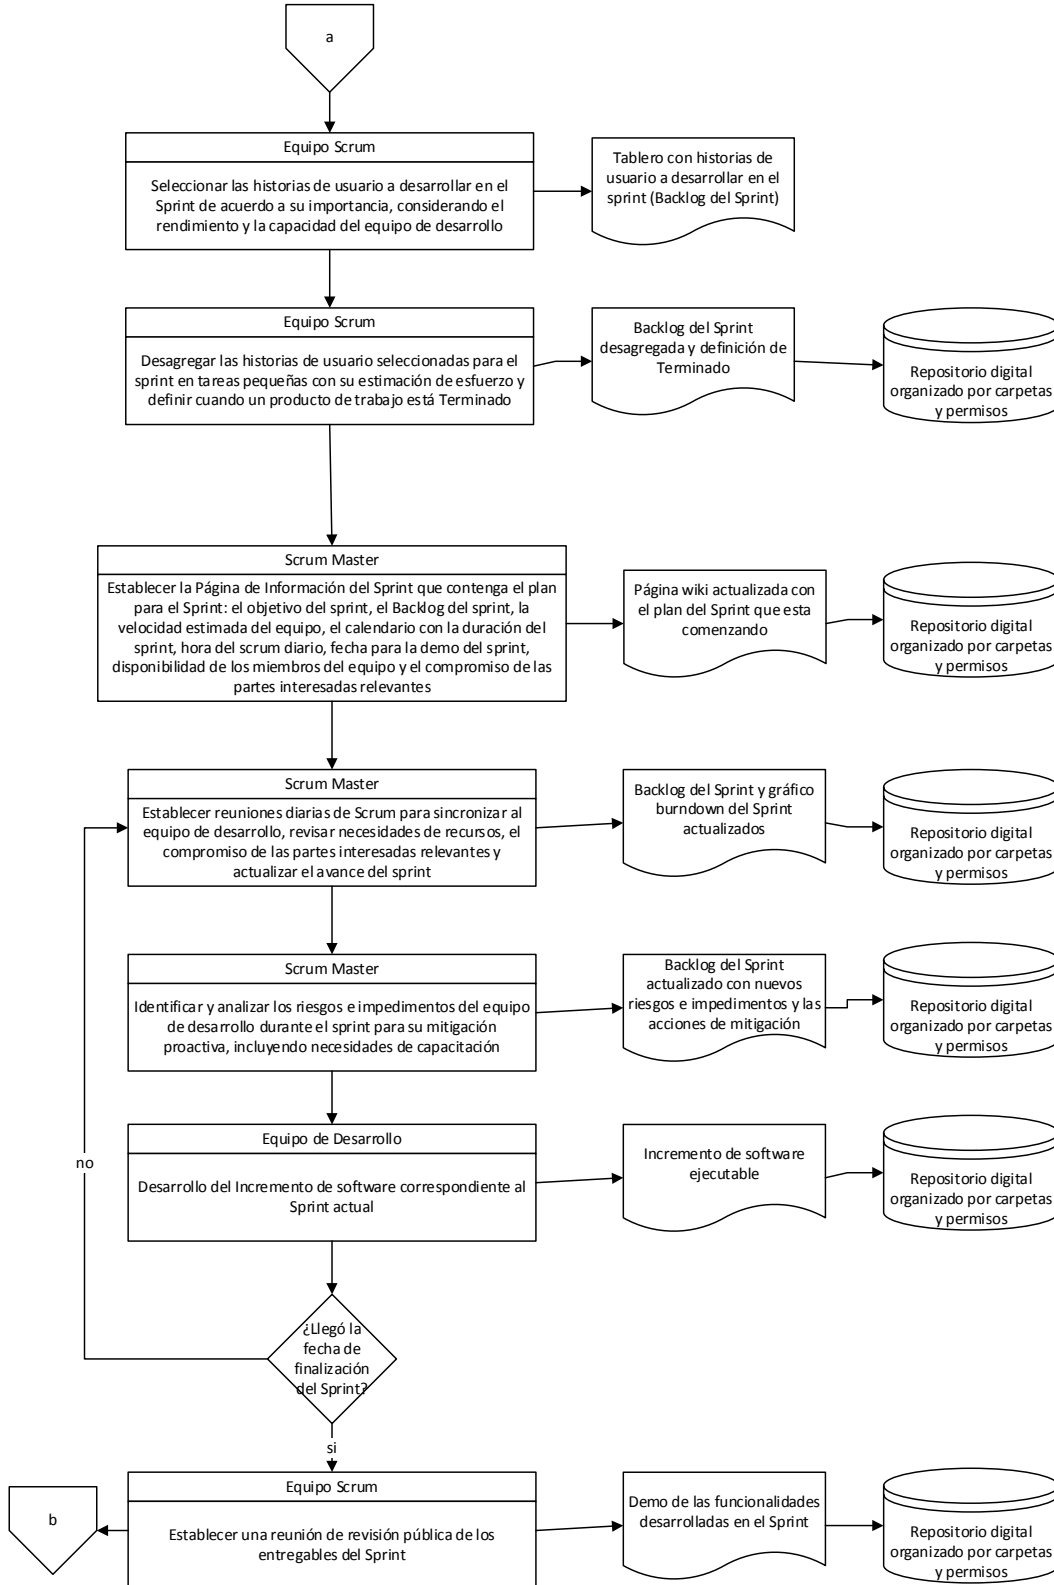 a
Equipo Scrum
Seleccionar las historias de usuario a desarrollar en el
Sprint de acuerdo a su importancia, considerando el
rendimiento y la capacidad del equipo de desarrollo
Tablero con historias de
usuario a desarrollar en el
sprint (Backlog del Sprint)
Equipo Scrum
Desagregar las historias de usuario seleccionadas para el
sprint en tareas pequeñas con su estimación de esfuerzo y
definir cuando un producto de trabajo está Terminado
Backlog del Sprint
desagregada y definición de
Terminado
Repositorio digital
organizado por carpetas
y permisos
Scrum Master
Establecer la Página de Información del Sprint que contenga el plan
para el Sprint: el objetivo del sprint, el Backlog del sprint, la
velocidad estimada del equipo, el calendario con la duración del
sprint, hora del scrum diario, fecha para la demo del sprint,
disponibilidad de los miembros del equipo y el compromiso de las
partes interesadas relevantes
Página wiki actualizada con
el plan del Sprint que esta
comenzando
Repositorio digital
organizado por carpetas
y permisos
Scrum Master
Establecer reuniones diarias de Scrum para sincronizar al
equipo de desarrollo, revisar necesidades de recursos, el
compromiso de las partes interesadas relevantes y
actualizar el avance del sprint
Backlog del Sprint y gráfico
burndown del Sprint
actualizados
Repositorio digital
organizado por carpetas
y permisos
Scrum Master
Identificar y analizar los riesgos e impedimentos del equipo
de desarrollo durante el sprint para su mitigación
proactiva, incluyendo necesidades de capacitación
Backlog del Sprint
actualizado con nuevos
riesgos e impedimentos y las
acciones de mitigación
Repositorio digital
organizado por carpetas
y permisos
Equipo de Desarrollo
Desarrollo del Incremento de software correspondiente al
Sprint actual
Incremento de software
ejecutable
Repositorio digital
organizado por carpetas
y permisos
no
¿Llegó la
fecha de
finalización
del Sprint?
si
Equipo Scrum
Establecer una reunión de revisión pública de los
entregables del Sprint
Demo de las funcionalidades
desarrolladas en el Sprint
Repositorio digital
organizado por carpetas
y permisos
b